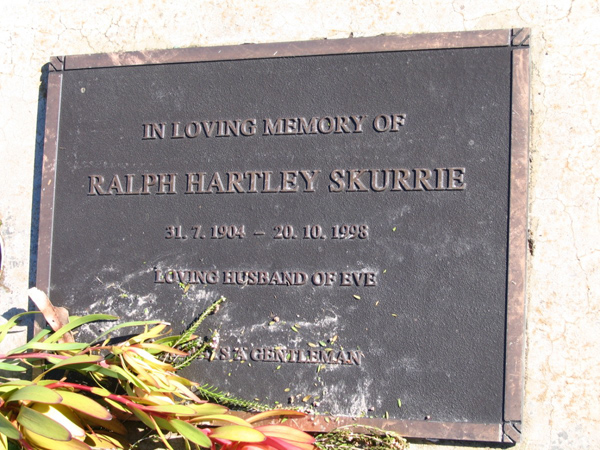 IN LOVING MEMORY OF
RALPH HARTLEY SKURRIE
31. 7. 1904 – 20. 10. 1998
LOVING HUSBAND OF EVE
A GENTLEMAN